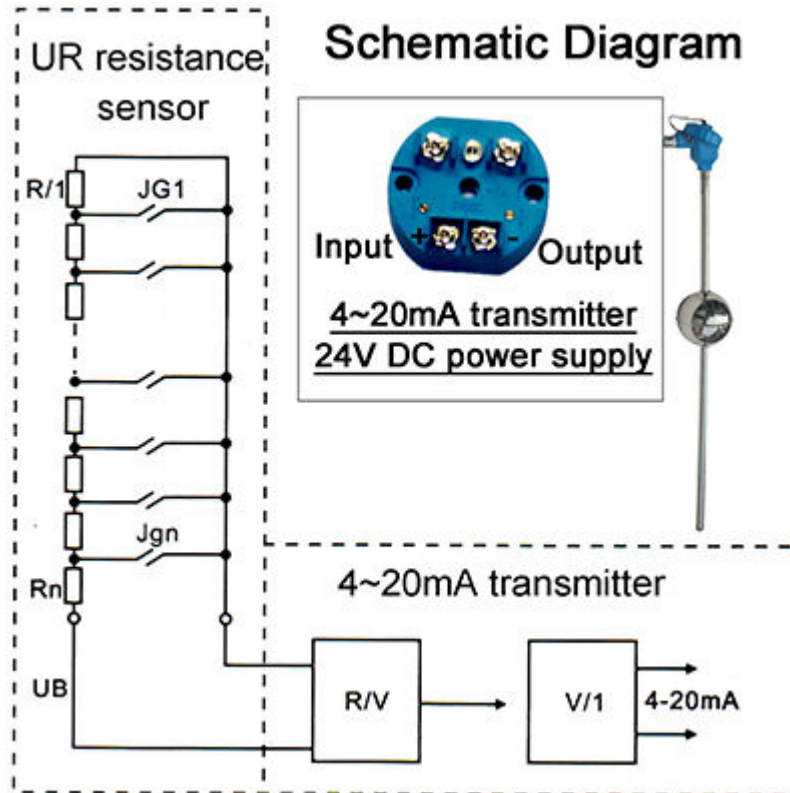 Schematic Diagram
UR resistance
sensor
R/1
JG1
Input
+
-
Output
4~20mA transmitter
24V DC power supply
Jgn
Rn
UB
4~20mA transmitter
R/V
V/1
4-20mA